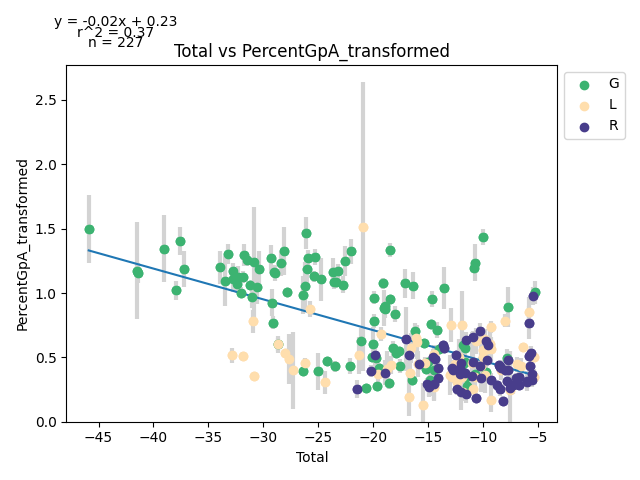 y = -0.02x + 0.23
r^2 = 0.37
n = 227
Total vs PercentGpA_transformed
G
L
R
PercentGpA_transformed
2.5
2.0
1.5
1.0
0.5
0.0
−45 −40 −35 −30 −25 −20 −15 −10 −5
Total